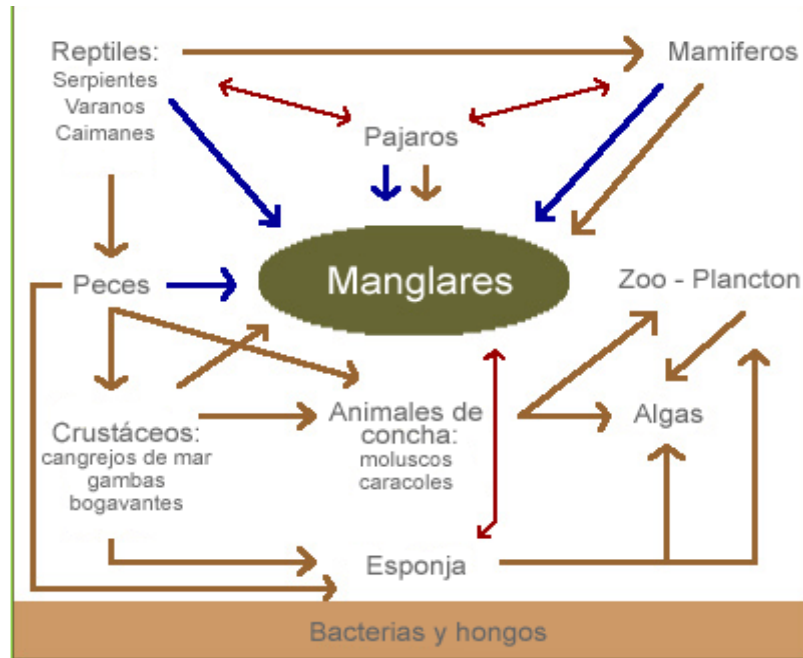 Reptiles:
Serpientes
Varanos
Caimanes
Mamiferos
Pajaros
Peces
Manglares
Zoo - Plancton
Crustáceos:
cangrejos de mar
gambas
bogavantes
Animales de
concha:
moluscos
caracoles
Algas
Esponja
Bacterias y hongos